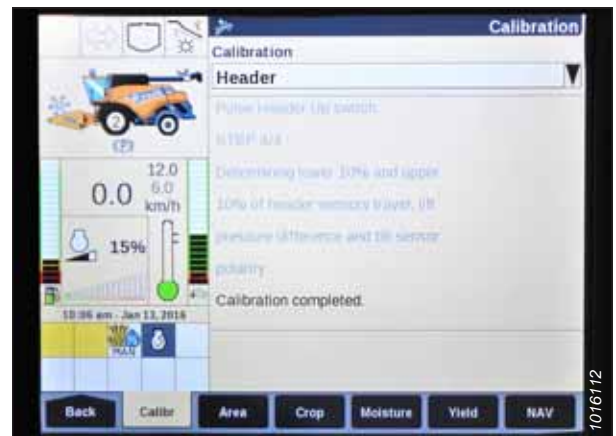 Calibration
Calibration
Header
Pulse Header Up switch.
STEP 4/4
Determining lower 10% and upper
10% of header sensory travel, lift
pressure difference and tilt sensor
polarity
Calibration completed.
2
(P)
12.0
0.0
6.0
km/h
15%
10:06 am - Jan 13, 2016
MAN
Back
Calibr
Area
Crop
Moisture
Yield
NAV
1016112